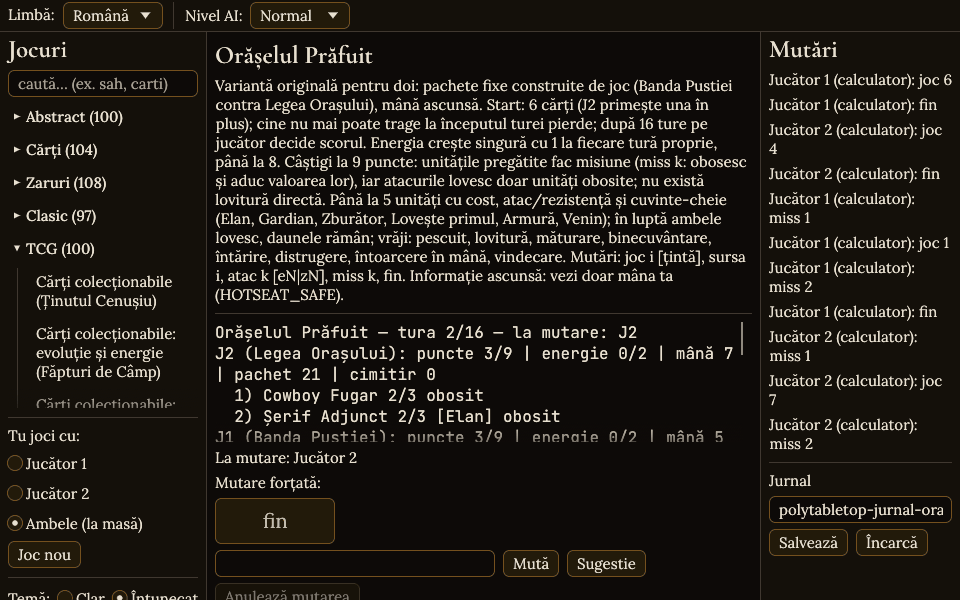 Limbă: Română ▼ Nivel AI: Normal ▼
Jocuri
caută... (ex. sah, carti)
▸ Abstract (100)
▸ Cărți (104)
▸ Zaruri (108)
▸ Clasic (97)
▾ TCG (100)
Cărți colecționabile
(Ținutul Cenușiu)
Cărți colecționabile:
evoluție și energie
(Făpturi de Câmp)
Cărți colecționabile:
Tu joci cu:
Jucător 1
Jucător 2
Ambele (la masă)
Joc nou
Temă: Clar Întunecat
Orășelul Prăfuit
Variantă originală pentru doi: pachete fixe construite de joc (Banda Pustiei
contra Legea Orașului), mână ascunsă. Start: 6 cărți (J2 primește una în
plus); cine nu mai poate trage la începutul turei pierde; după 16 ture pe
jucător decide scorul. Energia crește singură cu 1 la fiecare tură proprie,
până la 8. Câștigi la 9 puncte: unitățile pregătite fac misiune (miss k: obosesc
și aduc valoarea lor), iar atacurile lovesc doar unități obosite; nu există
lovitură directă. Până la 5 unități cu cost, atac/rezistență și cuvinte-cheie
(Elan, Gardian, Zburător, Lovește primul, Armură, Venin); în luptă ambele
lovesc, daunele rămân; vrăji: pescuit, lovitură, măturare, binecuvântare,
întărire, distrugere, întoarcere în mână, vindecare. Mutări: joc i [țintă], sursa
i, atac k [eN|zN], miss k, fin. Informație ascunsă: vezi doar mâna ta
(HOTSEAT_SAFE).
Orășelul Prăfuit — tura 2/16 — la mutare: J2
J2 (Legea Orașului): puncte 3/9 | energie 0/2 | mână 7
| pachet 21 | cimitir 0
1) Cowboy Fugar 2/3 obosit
2) Șerif Adjunct 2/3 [Elan] obosit
J1 (Banda Pustiei): puncte 3/9 | energie 0/2 | mână 5
La mutare: Jucător 2
Mutare forțată:
fin
Mută Sugestie
Anulează mutarea
Mutări
Jucător 1 (calculator): joc 6
Jucător 1 (calculator): fin
Jucător 2 (calculator): joc
4
Jucător 2 (calculator): fin
Jucător 1 (calculator):
miss 1
Jucător 1 (calculator): joc 1
Jucător 1 (calculator):
miss 2
Jucător 1 (calculator): fin
Jucător 2 (calculator):
miss 1
Jucător 2 (calculator): joc
7
Jucător 2 (calculator):
miss 2
Jurnal
polytabletop-jurnal-ora
Salvează Încarcă